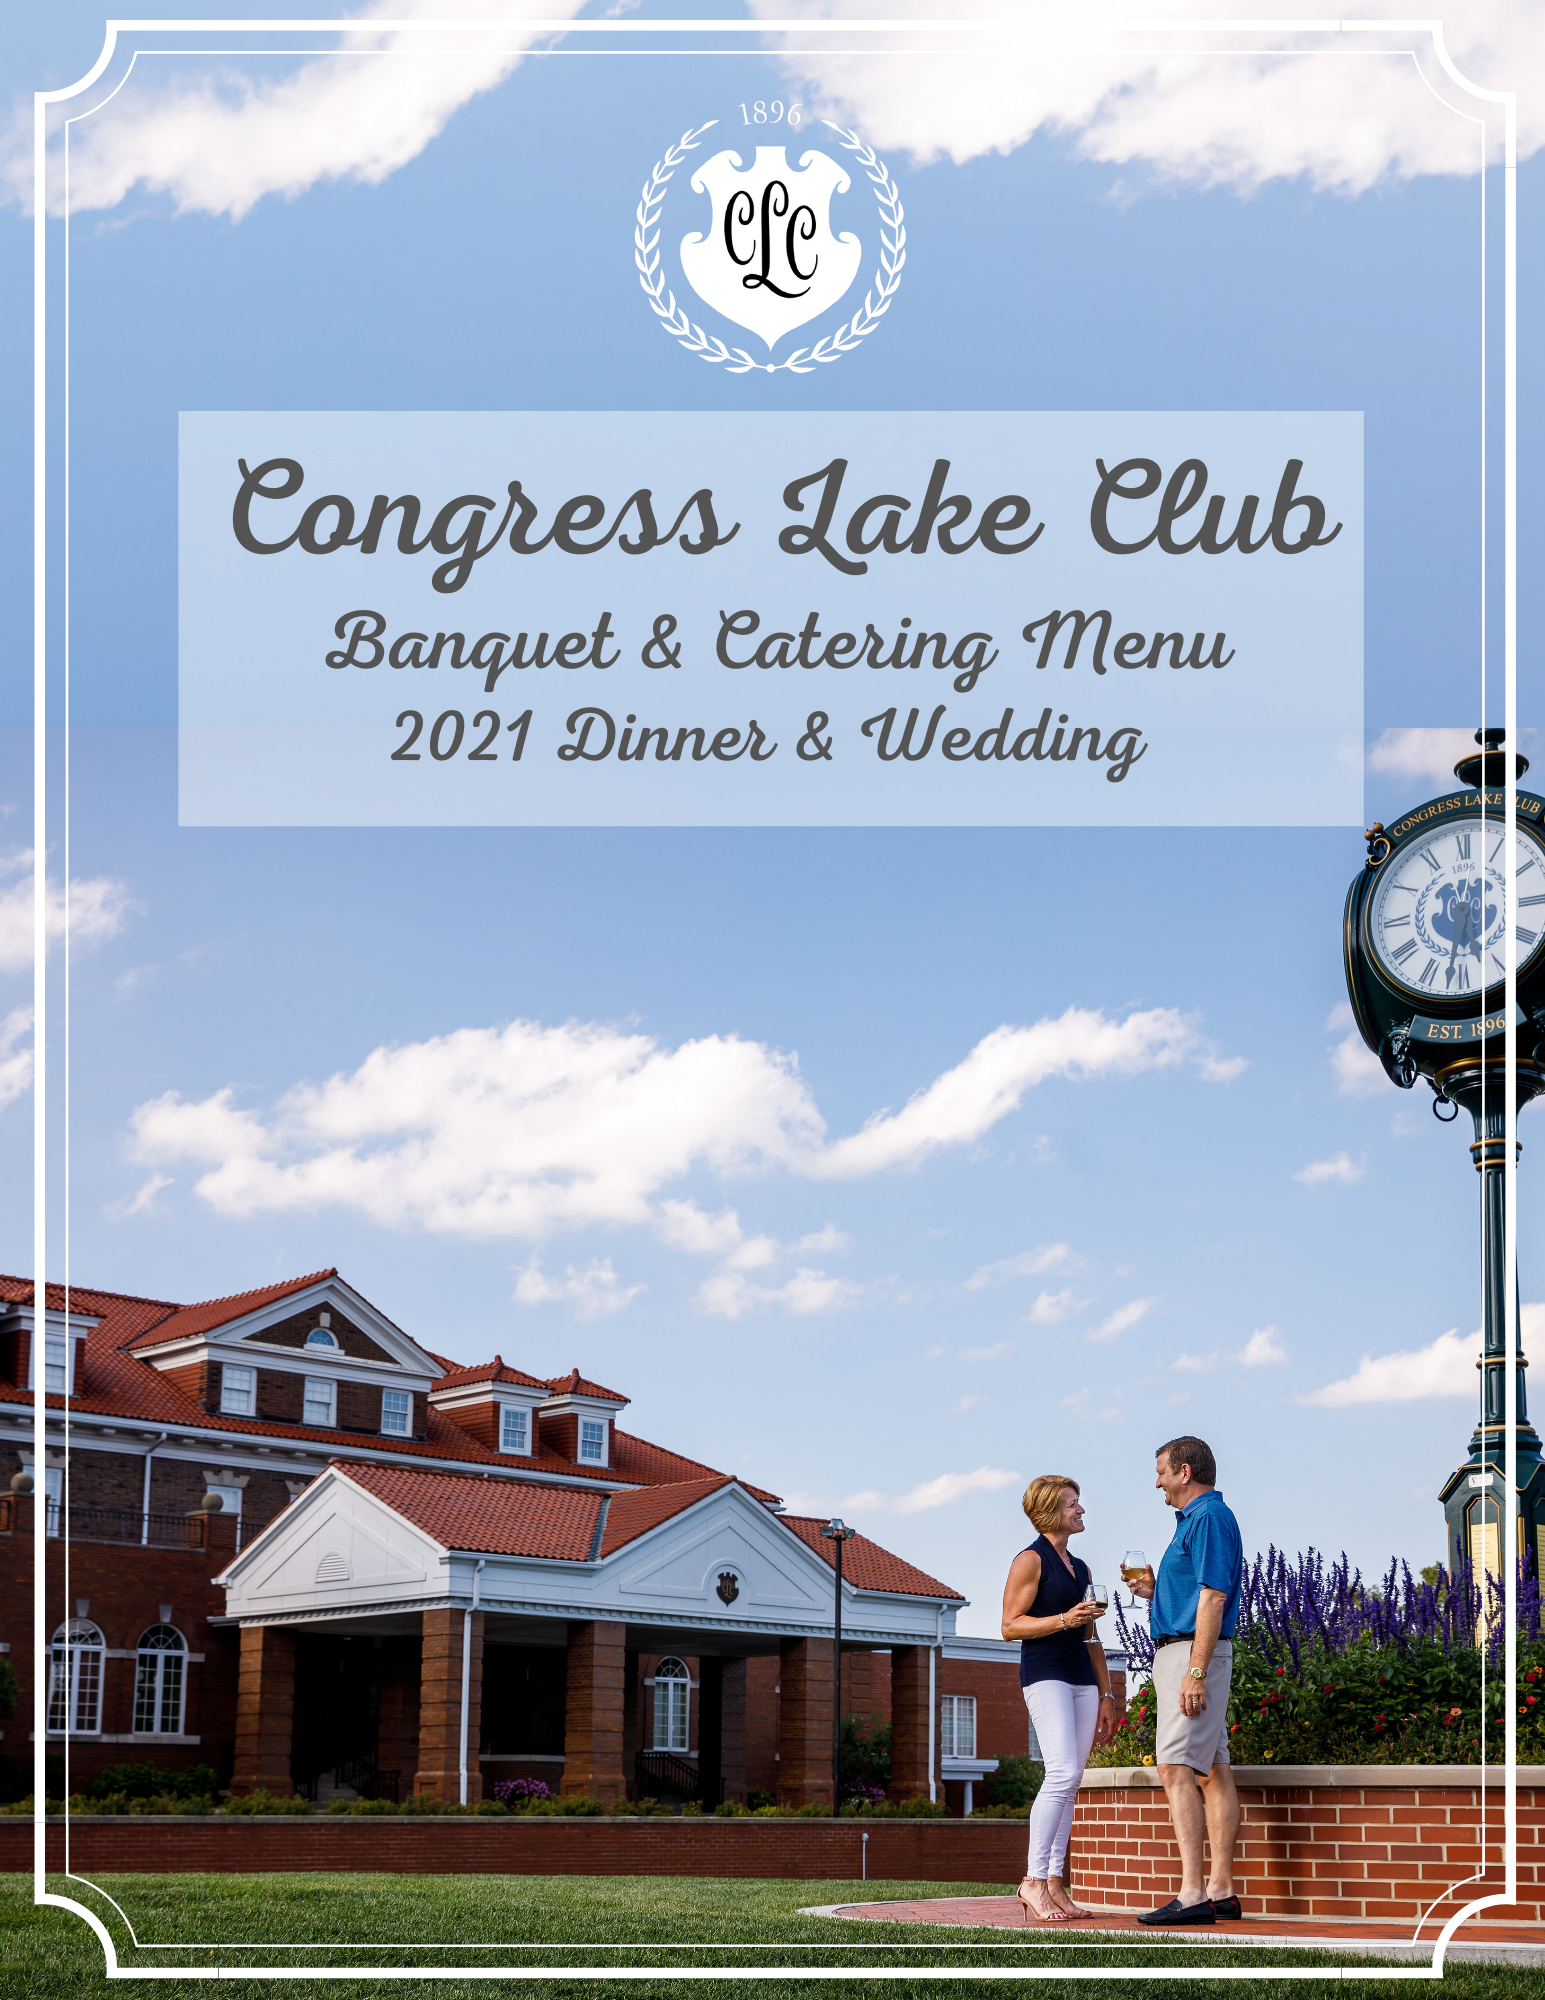 1896
CLC
Congress Lake Club
Banquet & Catering Menu
2021 Dinner & Wedding
CONGRESS LAKE CLUB
1896
EST. 1896